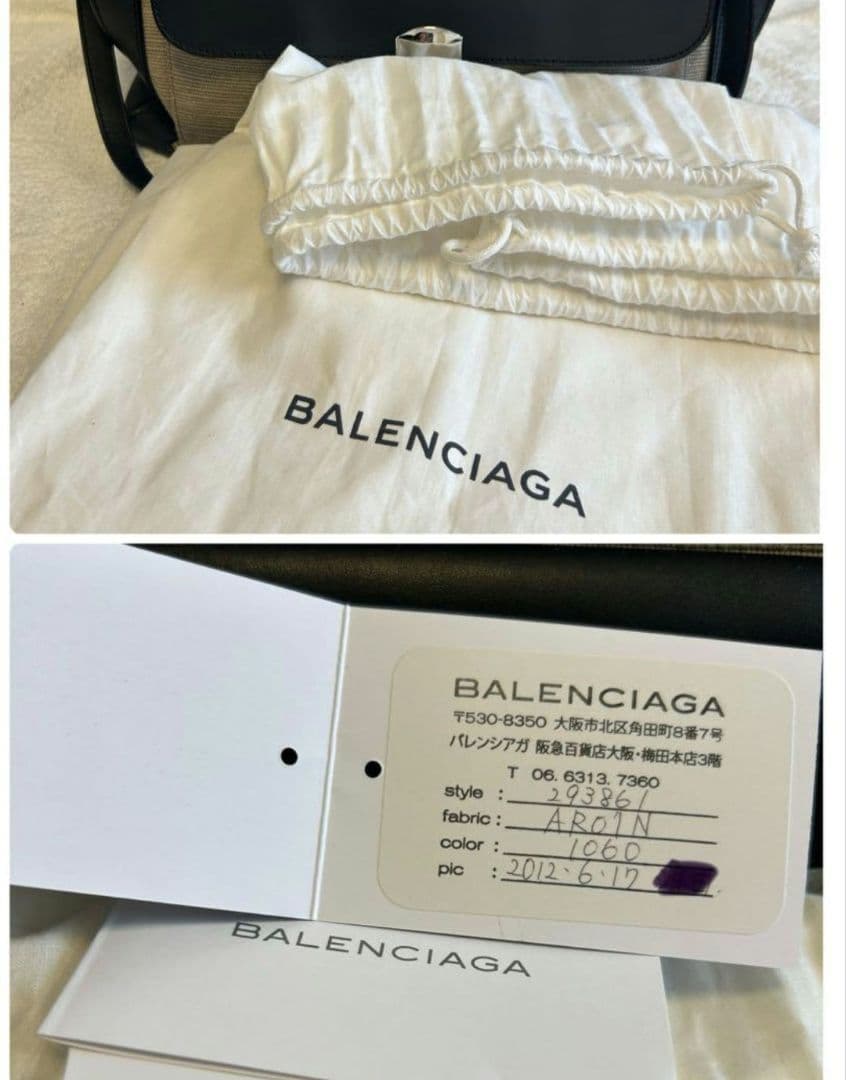 BALENCIAGA
BALENCIAGA
〒530-8350 大阪市北区角田町8番7号
バレンシアガ 阪急百貨店大阪・梅田本店3階
T 06. 6313. 7360
style : 293861
fabric : AR01N
color : 1060
pic : 2012・6・17
BALENCIAGA